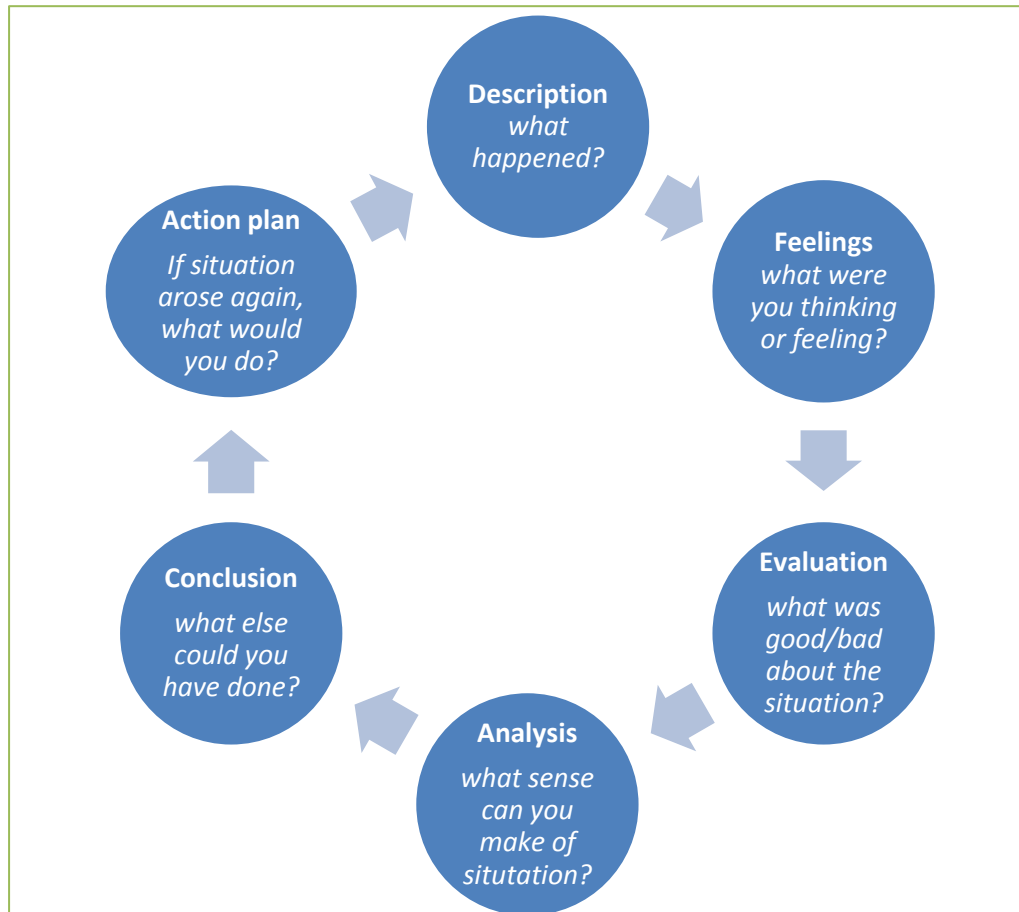 Description
what
happened?
Feelings
what were
you thinking
or feeling?
Evaluation
what was
good/bad
about the
situation?
Analysis
what sense
can you
make of
situtation?
Conclusion
what else
could you
have done?
Action plan
If situation
arose again,
what would
you do?